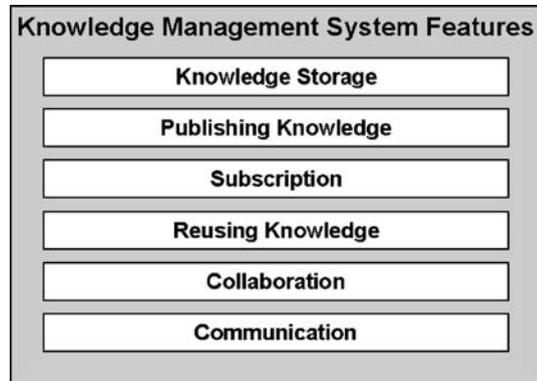 Knowledge Management System Features
Knowledge Storage
Publishing Knowledge
Subscription
Reusing Knowledge
Collaboration
Communication